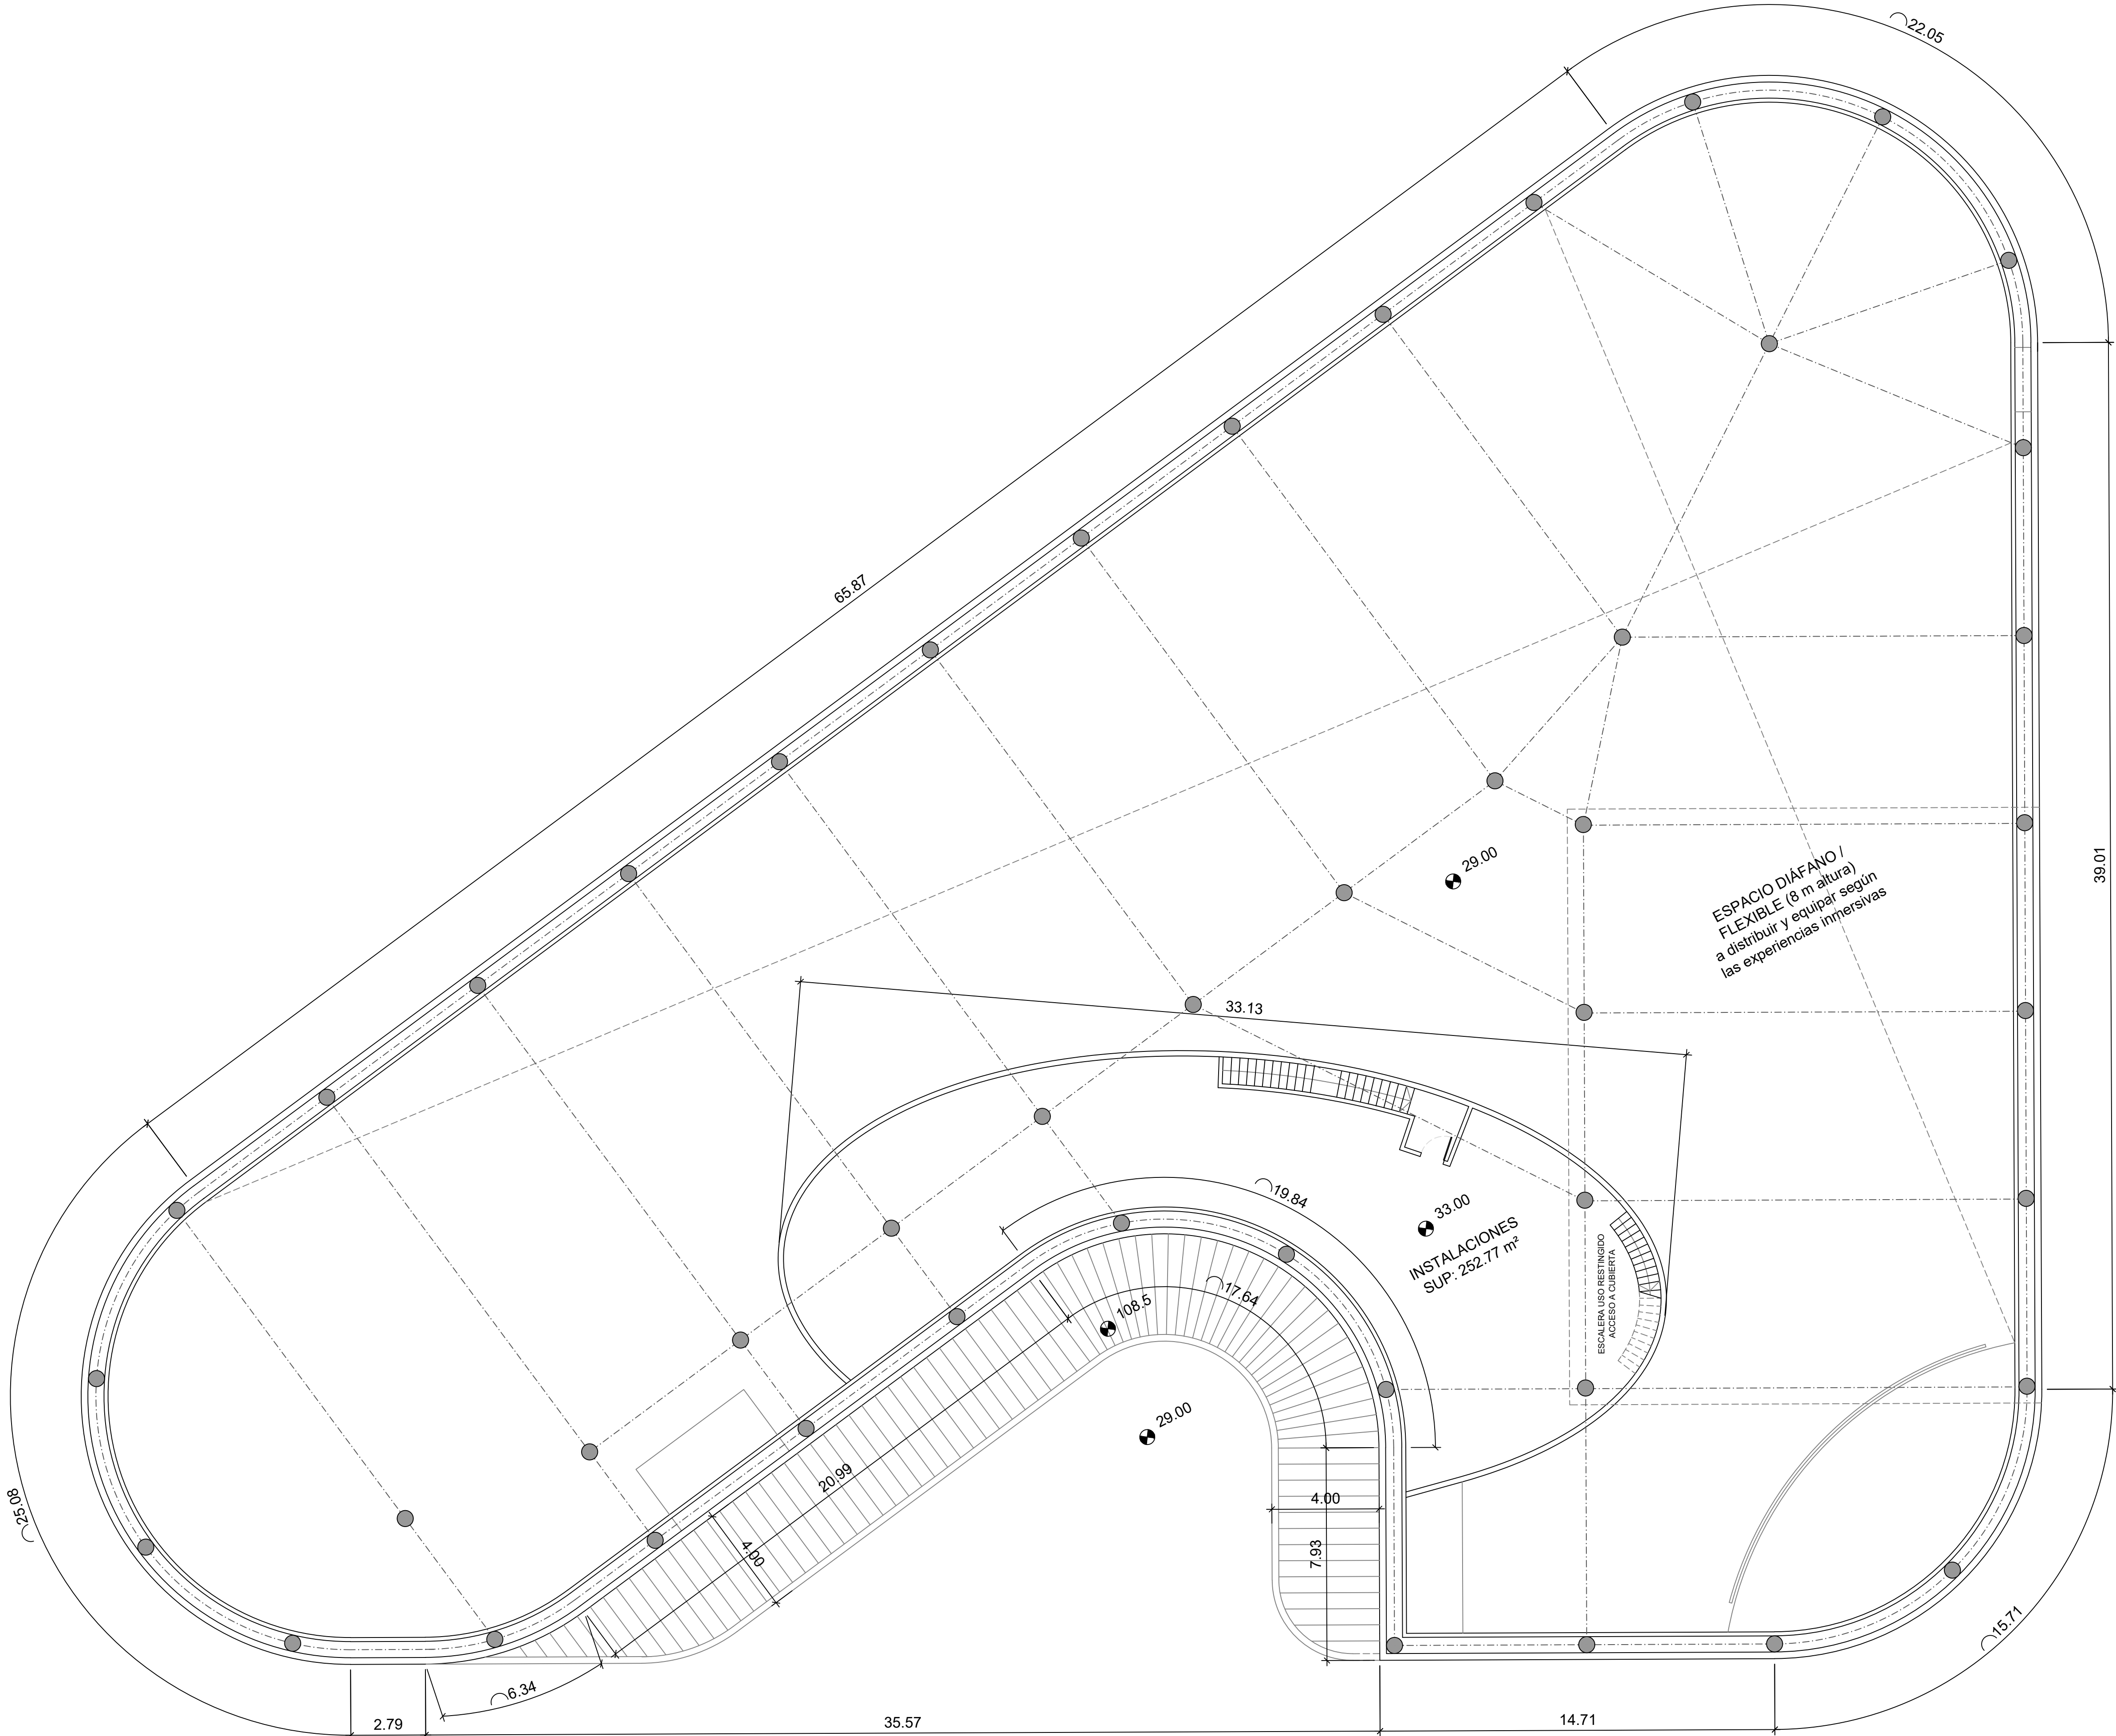 22.05
65.87
39.01
29.00
ESPACIO DIÁFANO /
FLEXIBLE (8 m altura)
a distribuir y equipar según
las experiencias inmersivas
33.13
19.84
33.00
INSTALACIONES
SUP: 252.77 m²
ESCALERA USO RESTINGIDO
ACCESO A CUBIERTA
17.64
108.5
29.00
20.99
4.00
4.00
7.93
25.08
15.71
6.34
2.79
35.57
14.71